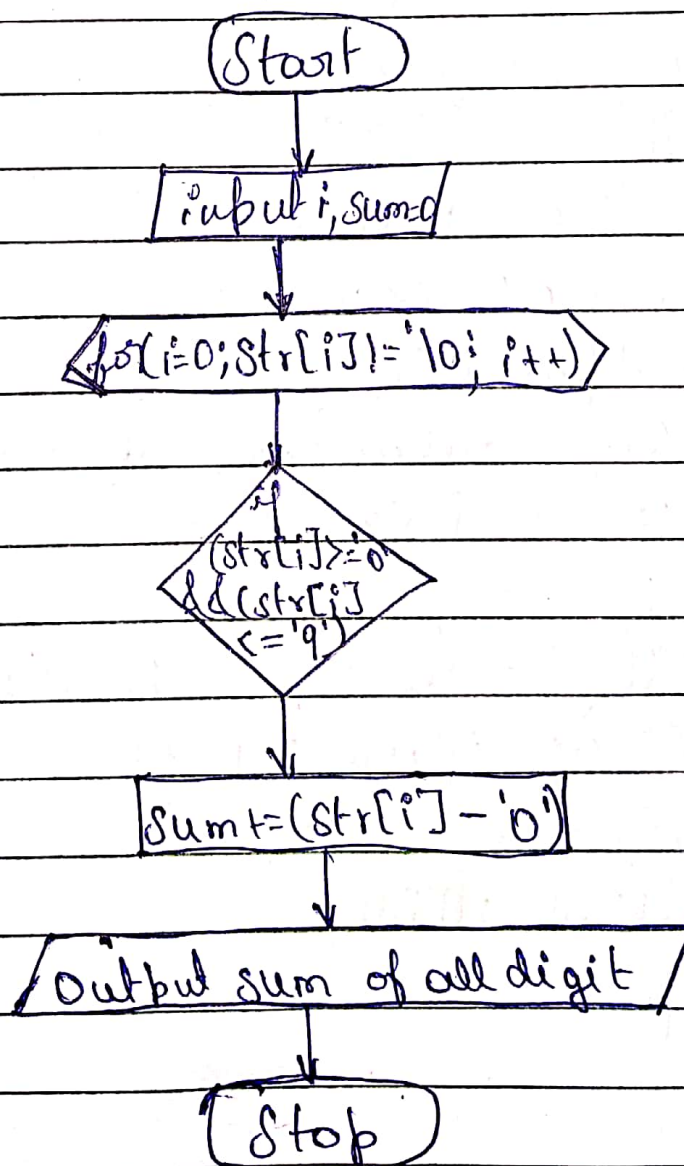 Start
input i, sum=0
for(i=0; str[i]!='\0'; i++)
if
(str[i]>='0'
&&(str[i]
<='9')
sum+=(str[i]-'0')
Output sum of all digit
Stop